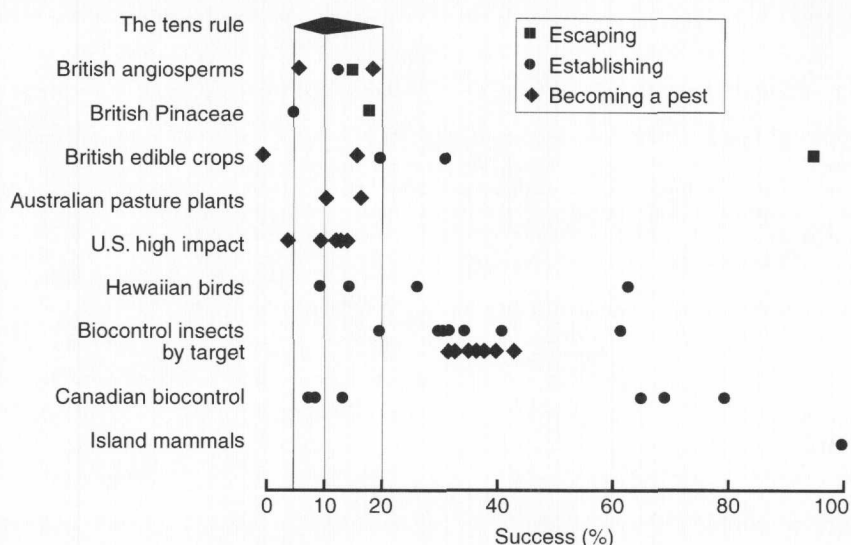 The tens rule
British angiosperms
British Pinaceae
British edible crops
Australian pasture plants
U.S. high impact
Hawaiian birds
Biocontrol insects
by target
Canadian biocontrol
Island mammals
Escaping
Establishing
Becoming a pest
0 10 20 40 60 80 100
Success (%)